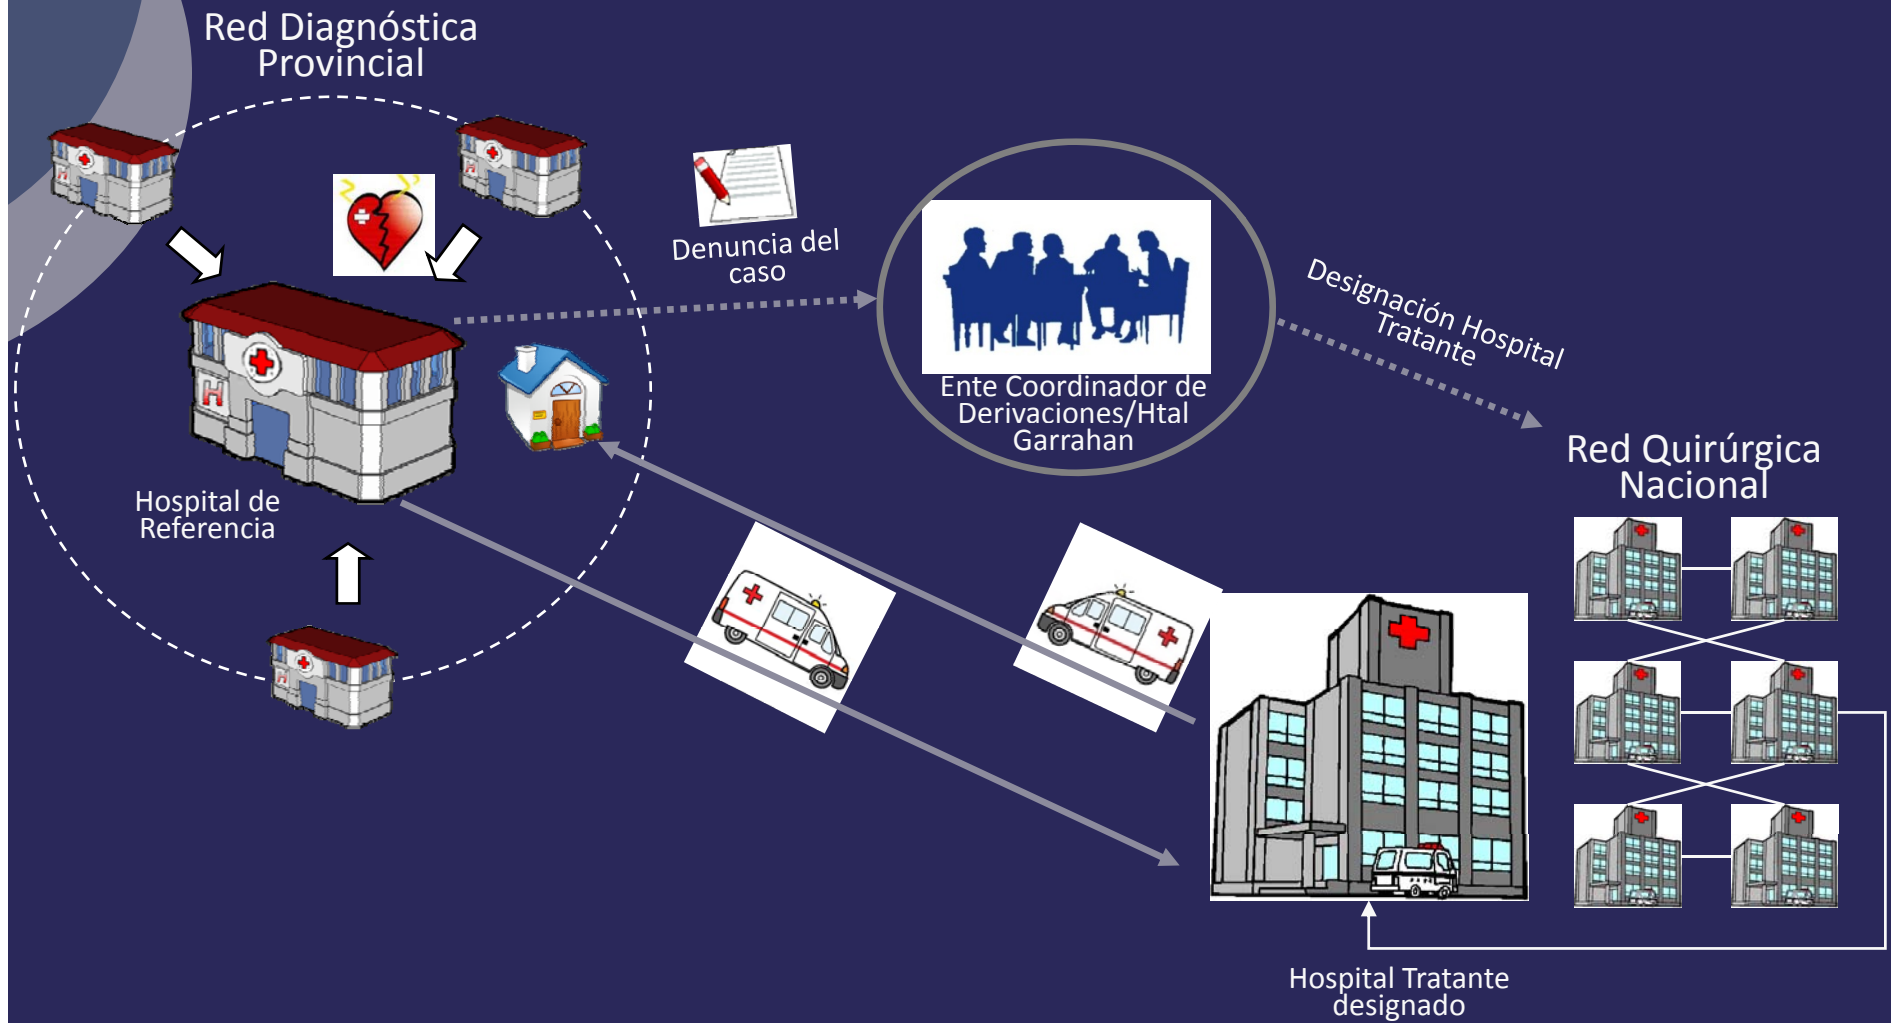 Red Diagnóstica
Provincial
Denuncia del
caso
Ente Coordinador de
Derivaciones/Htal
Garrahan
Designación Hospital
Tratante
Red Quirúrgica
Nacional
Hospital de
Referencia
Hospital Tratante
designado